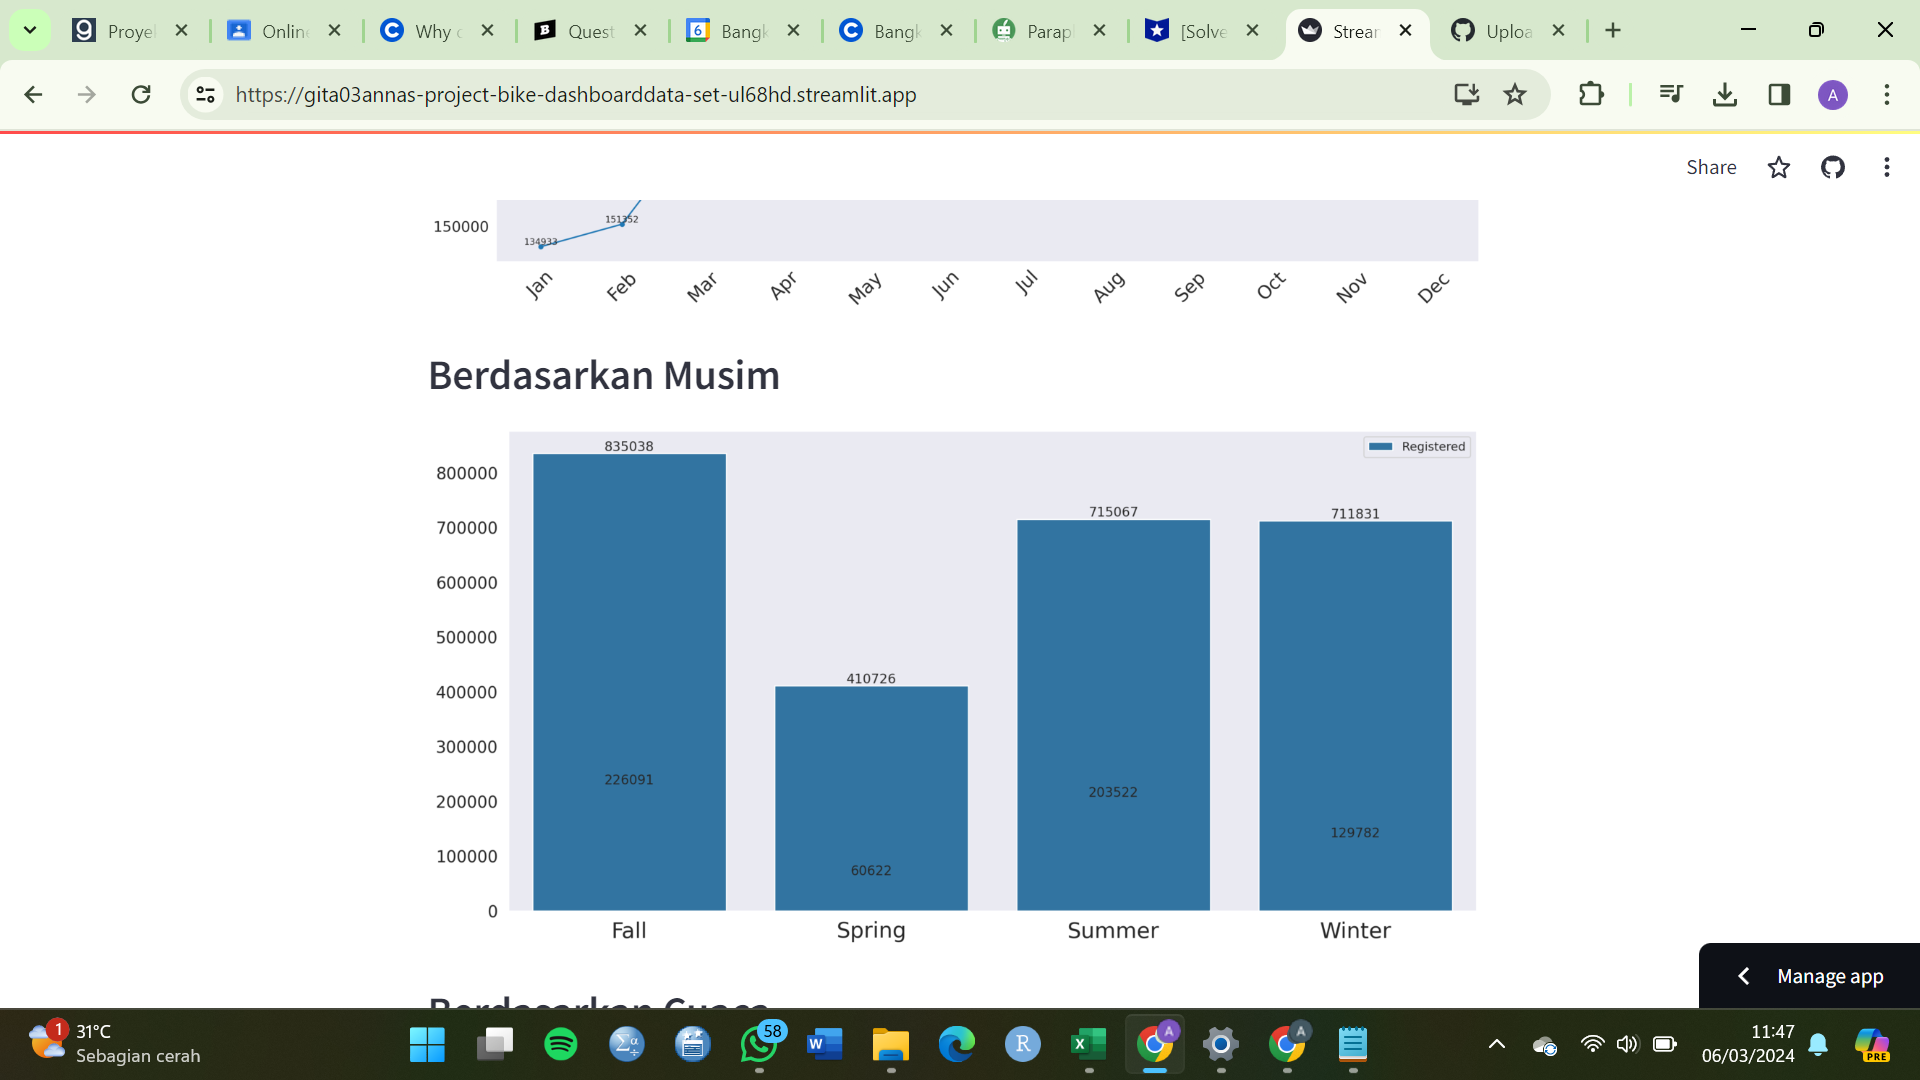 Proyel
Online
Why c
Quest
Bangk
Bangk
Parap
[Solve
Strear
Uploa
https://gita03annas-project-bike-dashboarddata-set-ul68hd.streamlit.app
A
Share
150000
134933
151352
Jan Feb Mar Apr May Jun Jul Aug Sep Oct Nov Dec
Berdasarkan Musim
Registered
835038
800000
715067
711831
700000
600000
500000
410726
400000
300000
226091
203522
200000
129782
100000
60622
0
Fall Spring Summer Winter
Manage app
Berdasarkan Cuaca
1
31°C
Sebagian cerah
58
11:47
06/03/2024
PRE